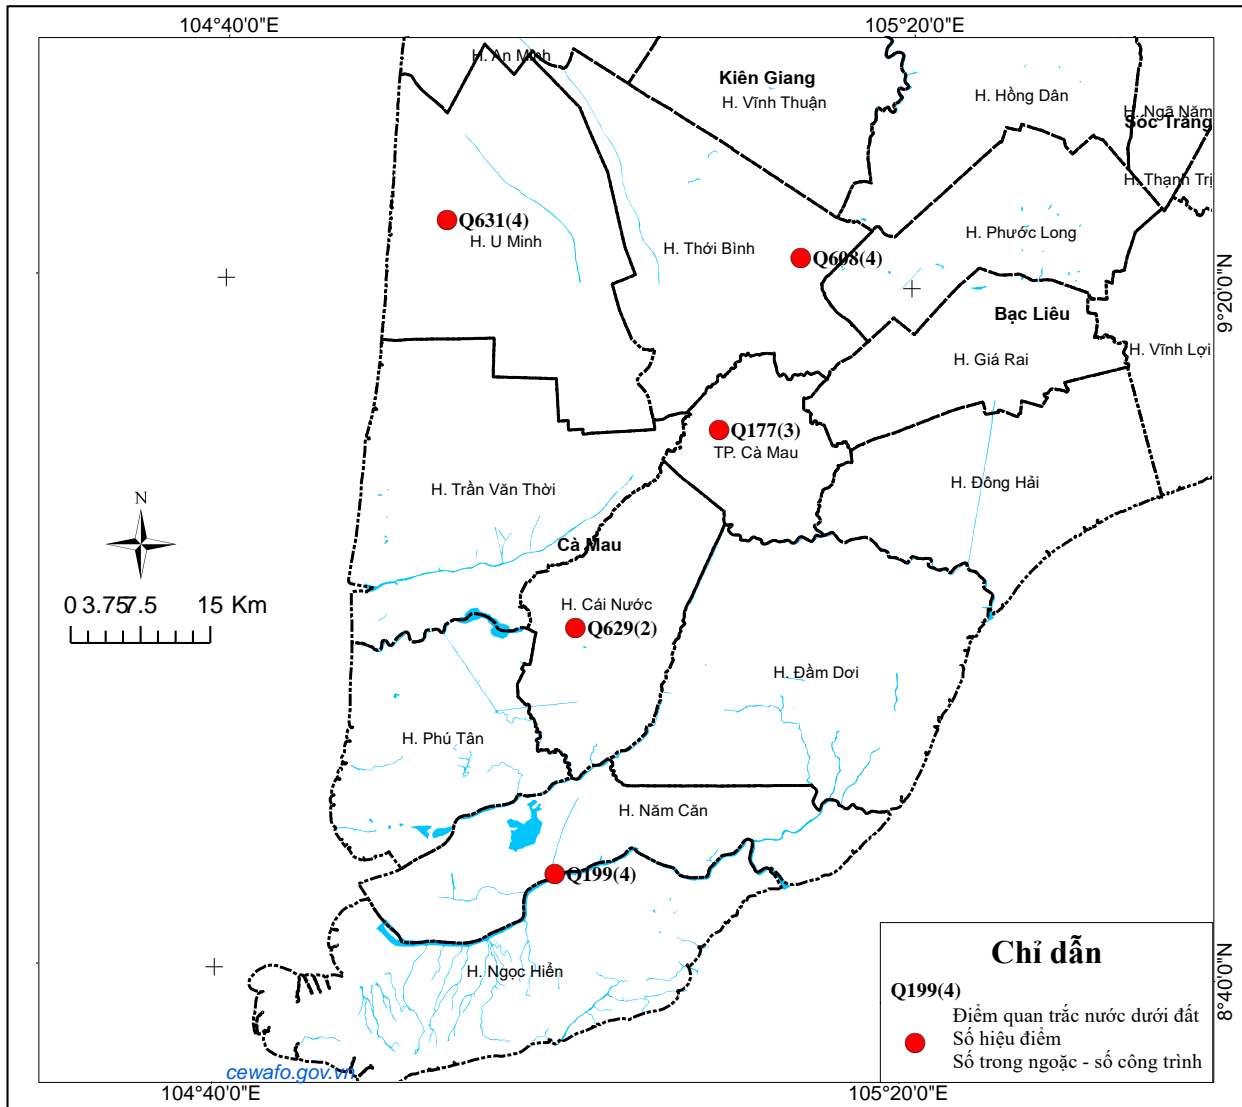 104°40'0"E
105°20'0"E
H. An Minh
Kiên Giang
H. Vĩnh Thuận
H. Hồng Dân
H. Ngã Năm
Sóc Trăng
H. Thạnh Trị
Q631(4)
H. U Minh
H. Thới Bình
Q608(4)
H. Phước Long
9°20'0"N
Bạc Liêu
H. Giá Rai
H. Vĩnh Lợi
Q177(3)
TP. Cà Mau
H. Trần Văn Thời
H. Đông Hải
N
Cà Mau
0 3.75 7.5 15 Km
H. Cái Nước
Q629(2)
H. Đầm Dơi
H. Phú Tân
H. Năm Căn
Q199(4)
H. Ngọc Hiển
Chỉ dẫn
Q199(4)
Điểm quan trắc nước dưới đất
Số hiệu điểm
Số trong ngoặc - số công trình
8°40'0"N
cewafo.gov.vn
104°40'0"E
105°20'0"E